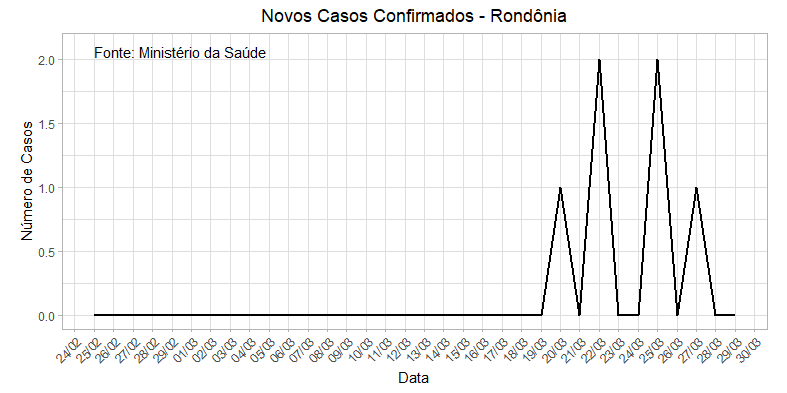 Novos Casos Confirmados - Rondônia
Fonte: Ministério da Saúde
2.0
1.5
1.0
0.5
0.0
Número de Casos
24/02 25/02 26/02 27/02 28/02 29/02 01/03 02/03 03/03 04/03 05/03 06/03 07/03 08/03 09/03 10/03 11/03 12/03 13/03 14/03 15/03 16/03 17/03 18/03 19/03 20/03 21/03 22/03 23/03 24/03 25/03 26/03 27/03 28/03 29/03 30/03
Data